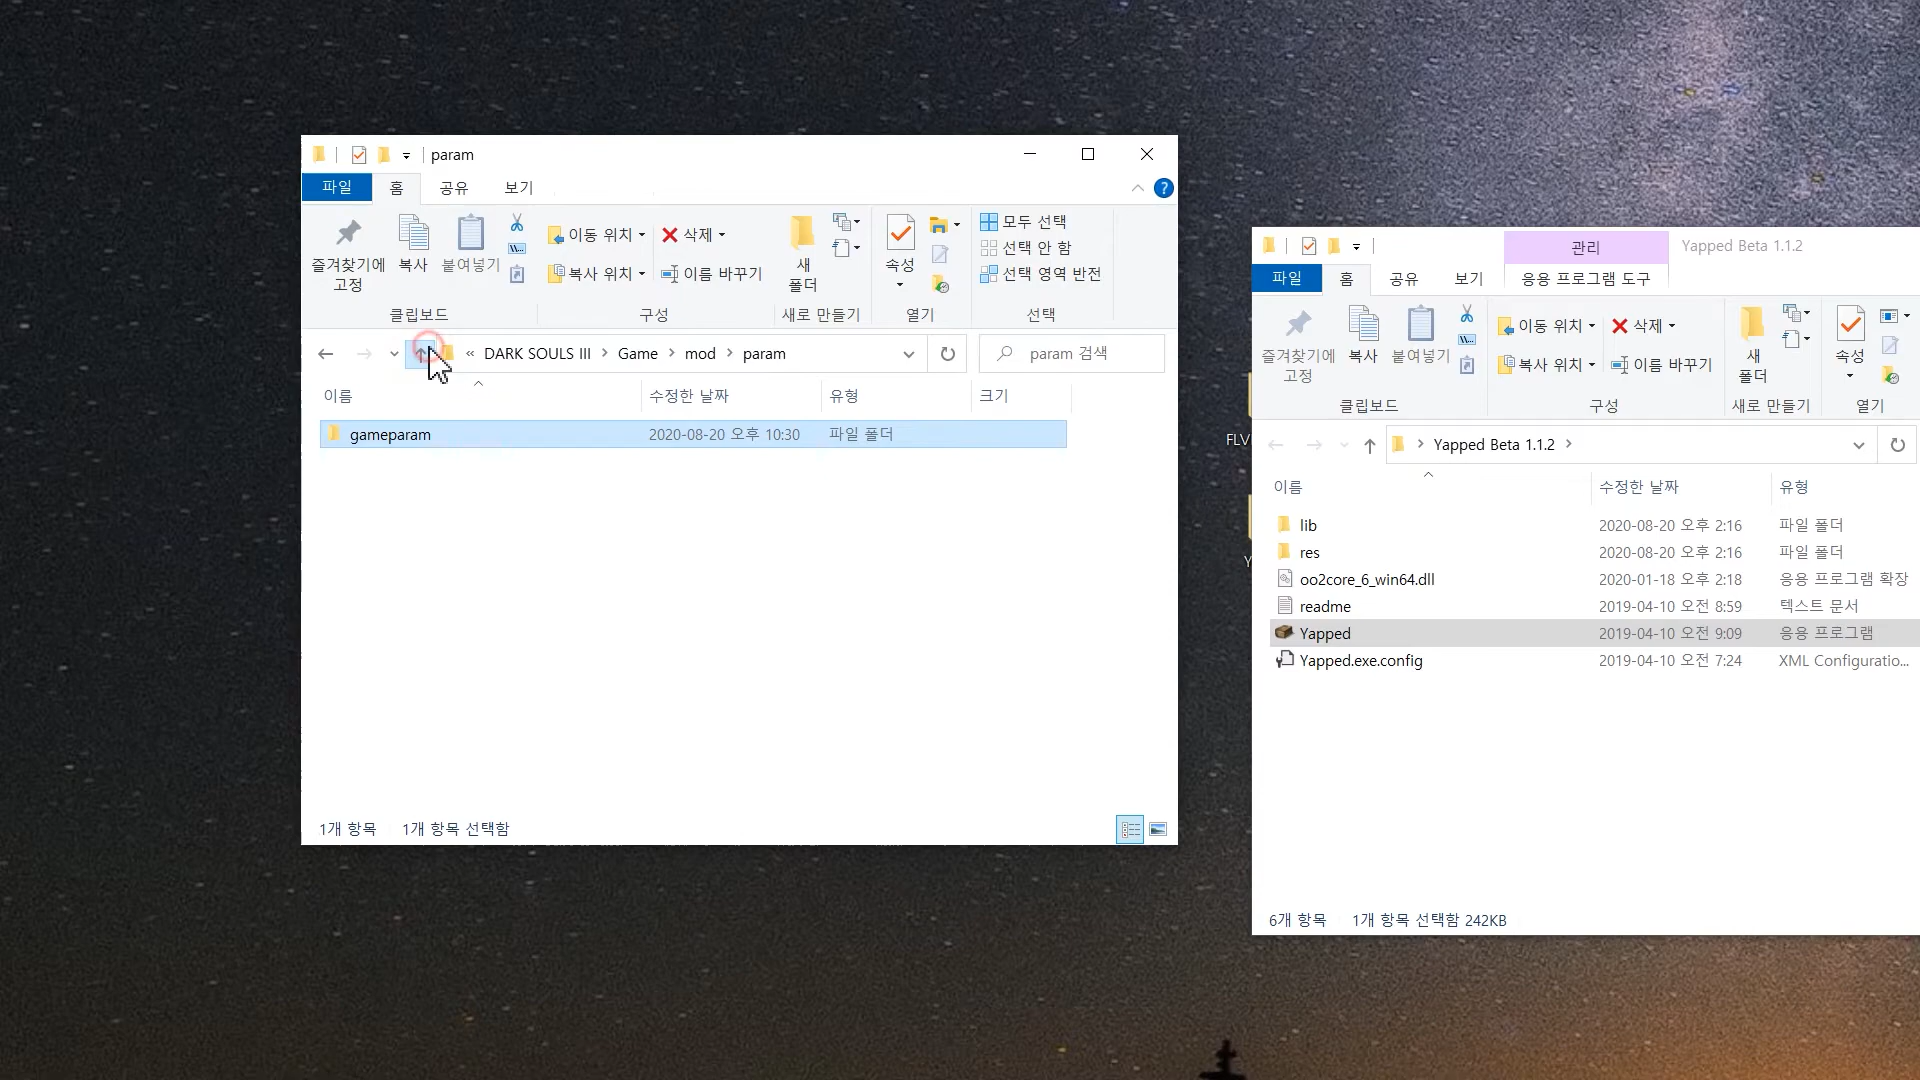 param
파일 홈 공유 보기
즐겨찾기에 고정
복사
붙여넣기
이동 위치
복사 위치
삭제
이름 바꾸기
새 폴더
속성
모두 선택
선택 안 함
선택 영역 반전
클립보드 구성 새로 만들기 열기 선택
« DARK SOULS III > Game > mod > param
param 검색
이름 수정한 날짜 유형 크기
gameparam 2020-08-20 오후 10:30 파일 폴더
1개 항목 1개 항목 선택함
FLV
Y
관리 Yapped Beta 1.1.2
파일 홈 공유 보기 응용 프로그램 도구
즐겨찾기에 고정
복사
붙여넣기
이동 위치
복사 위치
삭제
이름 바꾸기
새 폴더
속성
클립보드 구성 새로 만들기 열기
> Yapped Beta 1.1.2 >
이름 수정한 날짜 유형
lib 2020-08-20 오후 2:16 파일 폴더
res 2020-08-20 오후 2:16 파일 폴더
oo2core_6_win64.dll 2020-01-18 오후 2:18 응용 프로그램 확장
readme 2019-04-10 오전 8:59 텍스트 문서
Yapped 2019-04-10 오전 9:09 응용 프로그램
Yapped.exe.config 2019-04-10 오전 7:24 XML Configuratio...
6개 항목 1개 항목 선택함 242KB